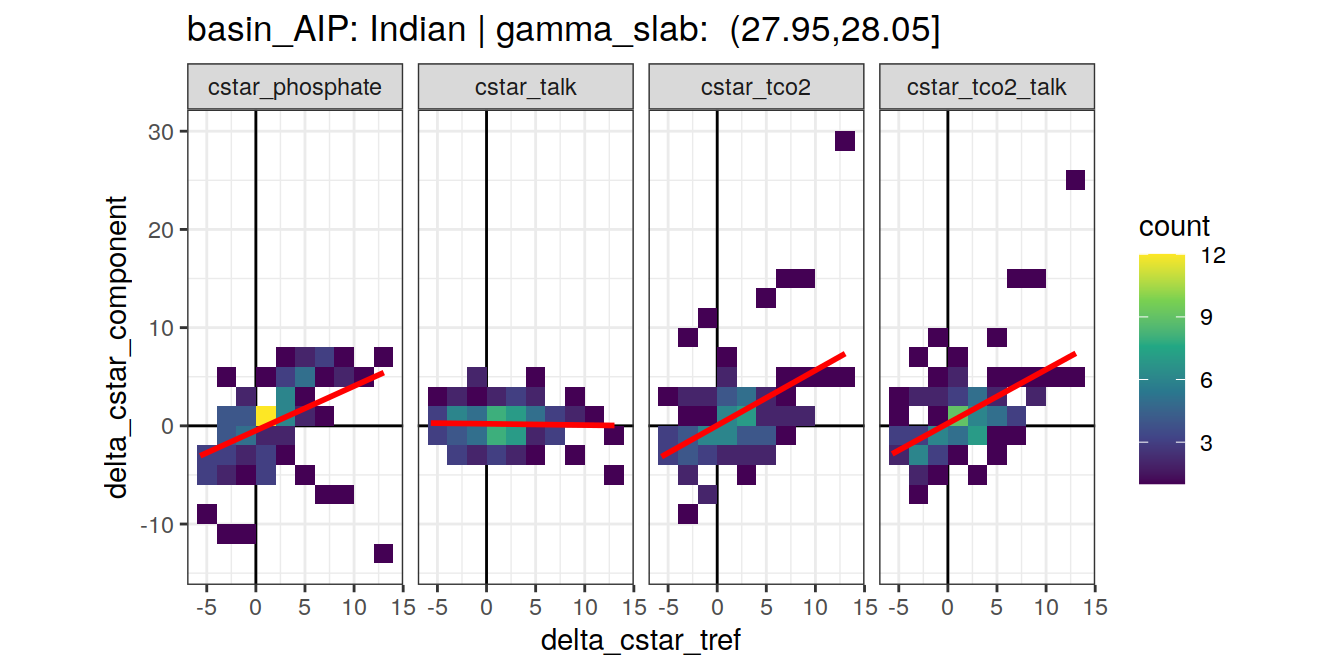 basin_AIP: Indian | gamma_slab:  (27.95,28.05]
cstar_phosphate
cstar_talk
cstar_tco2
cstar_tco2_talk
delta_cstar_component
30
20
10
0
-10
-5 0 5 10 15
-5 0 5 10 15
-5 0 5 10 15
-5 0 5 10 15
delta_cstar_tref
count
12
9
6
3